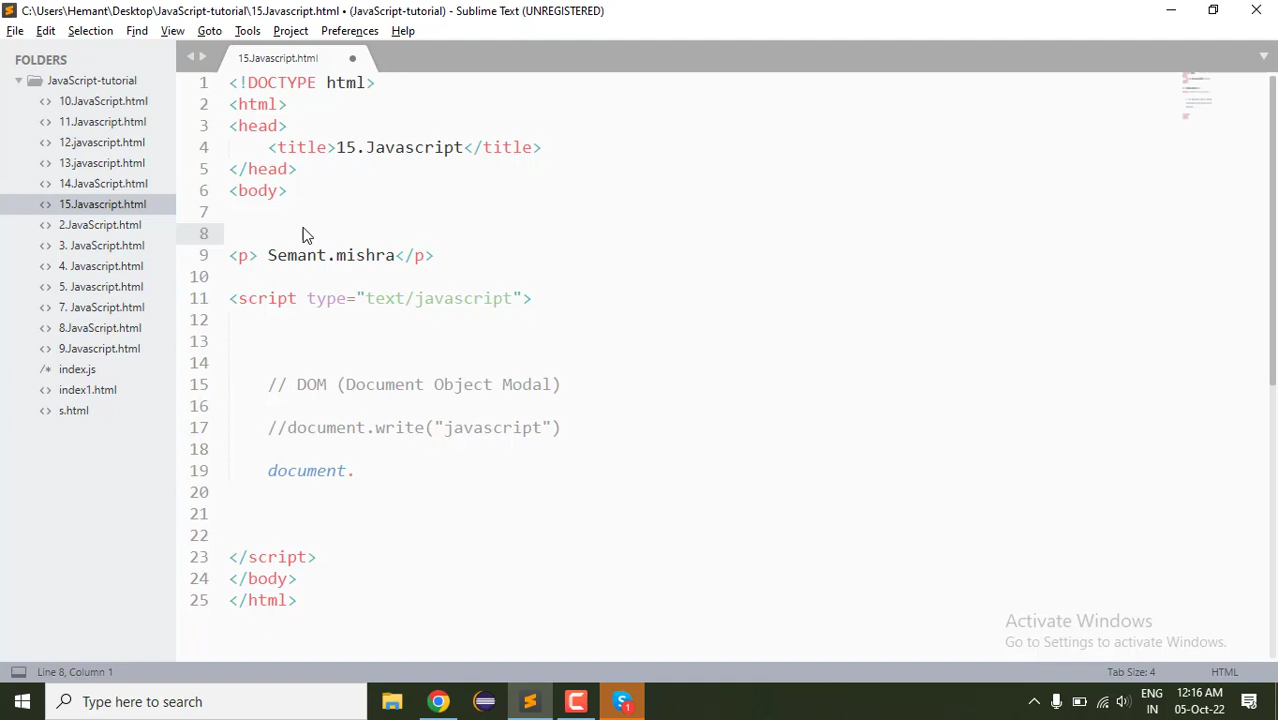 C:\Users\Hemant\Desktop\JavaScript-tutorial\15.Javascript.html • (JavaScript-tutorial) - Sublime Text (UNREGISTERED)
File Edit Selection Find View Goto Tools Project Preferences Help
FOLDERS
JavaScript-tutorial
10.JavaScript.html
11.Javascript.html
12.javascript.html
13.javascript.html
14.JavaScript.html
15.Javascript.html
2.JavaScript.html
3. JavaScript.html
4. Javascript.html
5. Javascript.html
7. JavaScript.html
8.JavaScript.html
9.Javascript.html
index.js
index1.html
s.html
15.Javascript.html
1 <!DOCTYPE html>
2 <html>
3 <head>
4 <title>15.Javascript</title>
5 </head>
6 <body>
7
8
9 <p> Semant.mishra</p>
10
11 <script type="text/javascript">
12
13
14
15 // DOM (Document Object Modal)
16
17 //document.write("javascript")
18
19 document.
20
21
22
23 </script>
24 </body>
25 </html>
Activate Windows
Go to Settings to activate Windows.
Line 8, Column 1
Tab Size: 4
HTML
Type here to search
1
ENG
IN
12:16 AM
05-Oct-22